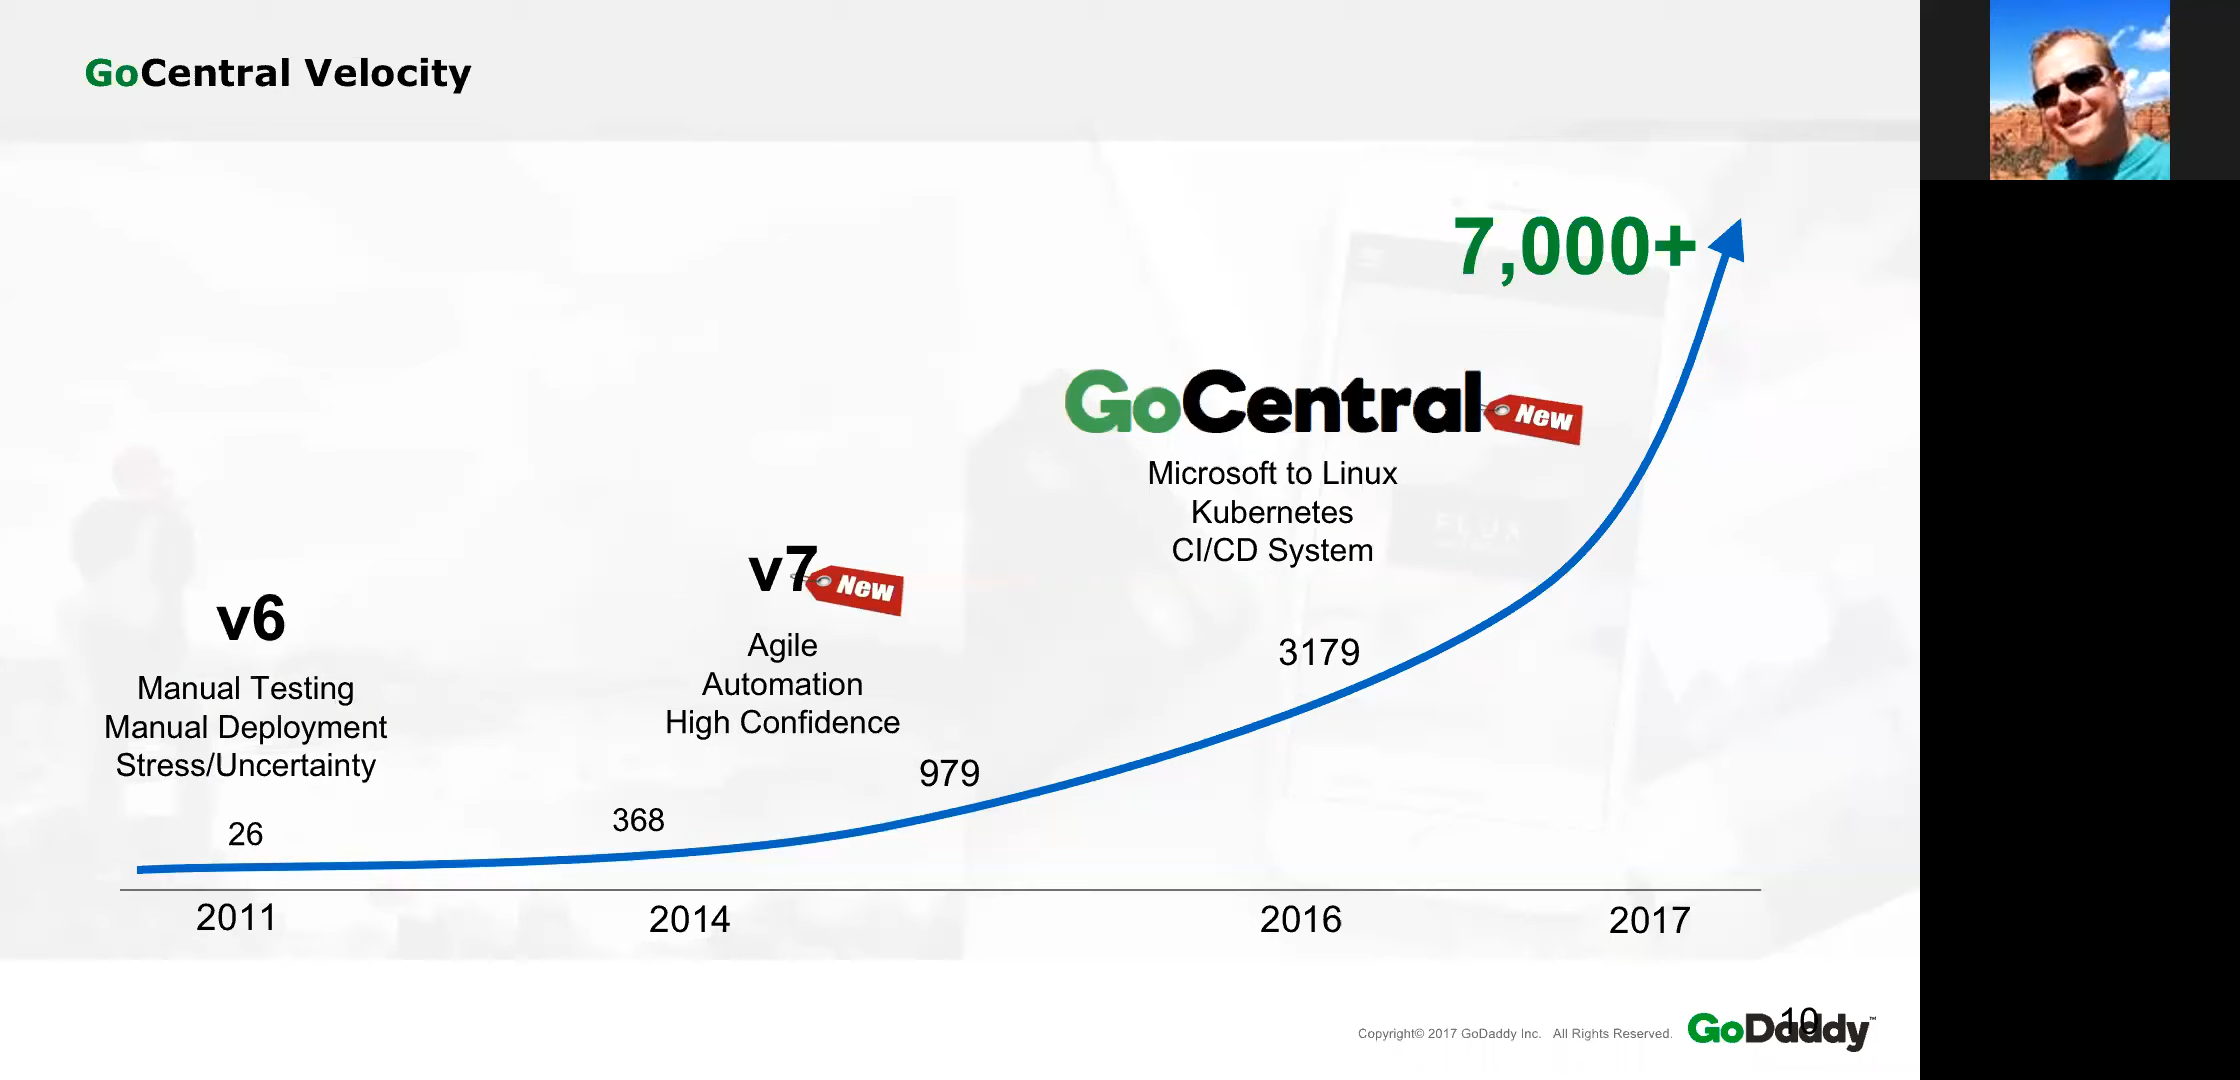 GoCentral Velocity
7,000+
GoCentral New
Microsoft to Linux
Kubernetes
CI/CD System
v7 New
Agile
Automation
High Confidence
v6
Manual Testing
Manual Deployment
Stress/Uncertainty
26
368
979
3179
2011
2014
2016
2017
Copyright© 2017 GoDaddy Inc. All Rights Reserved.
GoDaddy™
10
FLUX